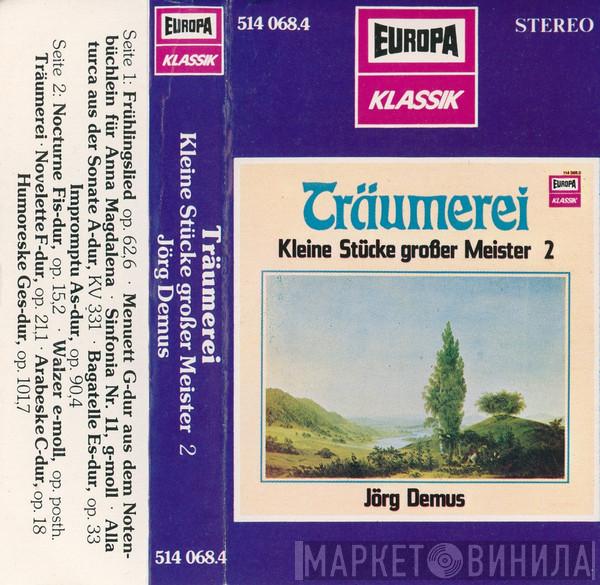 Seite 1: Frühlingslied op. 62,6 · Menuett G-dur aus dem Noten-
büchlein für Anna Magdalena · Sinfonia Nr. 11, g-moll · Alla
turca aus der Sonate A-dur, KV 331 · Bagatelle Es-dur, op. 33
Impromptu As-dur, op. 90,4
Seite 2: Nocturne Fis-dur, op. 15,2 · Walzer e-moll, op. posth.
Träumerei · Novelette F-dur, op. 21,1 · Arabeske C-dur, op. 18
Humoreske Ges-dur, op. 101,7
EUROPA
KLASSIK
Träumerei
Kleine Stücke großer Meister 2
Jörg Demus
514 068.4
514 068.4
EUROPA
KLASSIK
STEREO
114 068.0
EUROPA
KLASSIK
Träumerei
Kleine Stücke großer Meister 2
Jörg Demus
МАРКЕТ ВИНИЛА